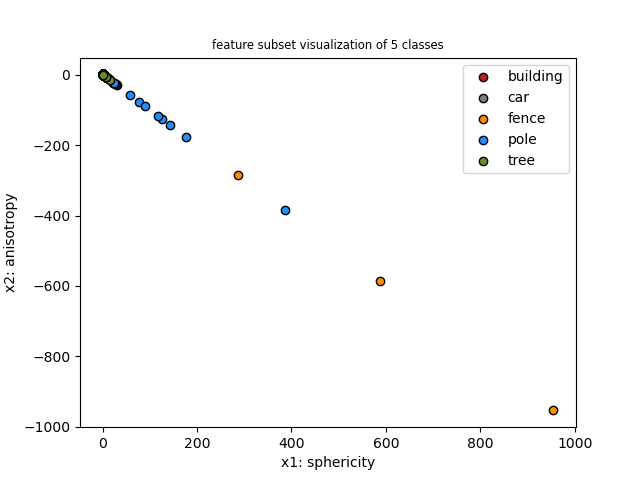 feature subset visualization of 5 classes
building
car
fence
pole
tree
0
−200
−400
−600
−800
−1000
x2: anisotropy
0 200 400 600 800 1000
x1: sphericity